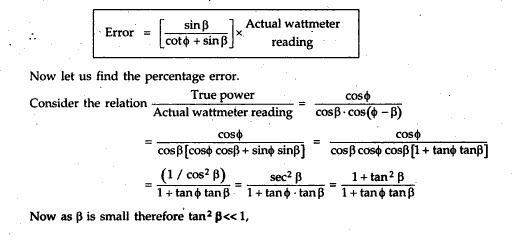 ∴ Error = [sinβ / (cotϕ + sinβ)] × Actual wattmeter reading
Now let us find the percentage error.
Consider the relation True power / Actual wattmeter reading = cosϕ / (cosβ·cos(ϕ – β))
= cosϕ / (cosβ[cosϕ cosβ + sinϕ sinβ]) = cosϕ / (cosβ cosϕ cosβ[1 + tanϕ tanβ])
= (1 / cos² β) / (1 + tanϕ tanβ) = sec² β / (1 + tanϕ · tanβ) = (1 + tan² β) / (1 + tanϕ tanβ)
Now as β is small therefore tan² β<< 1,